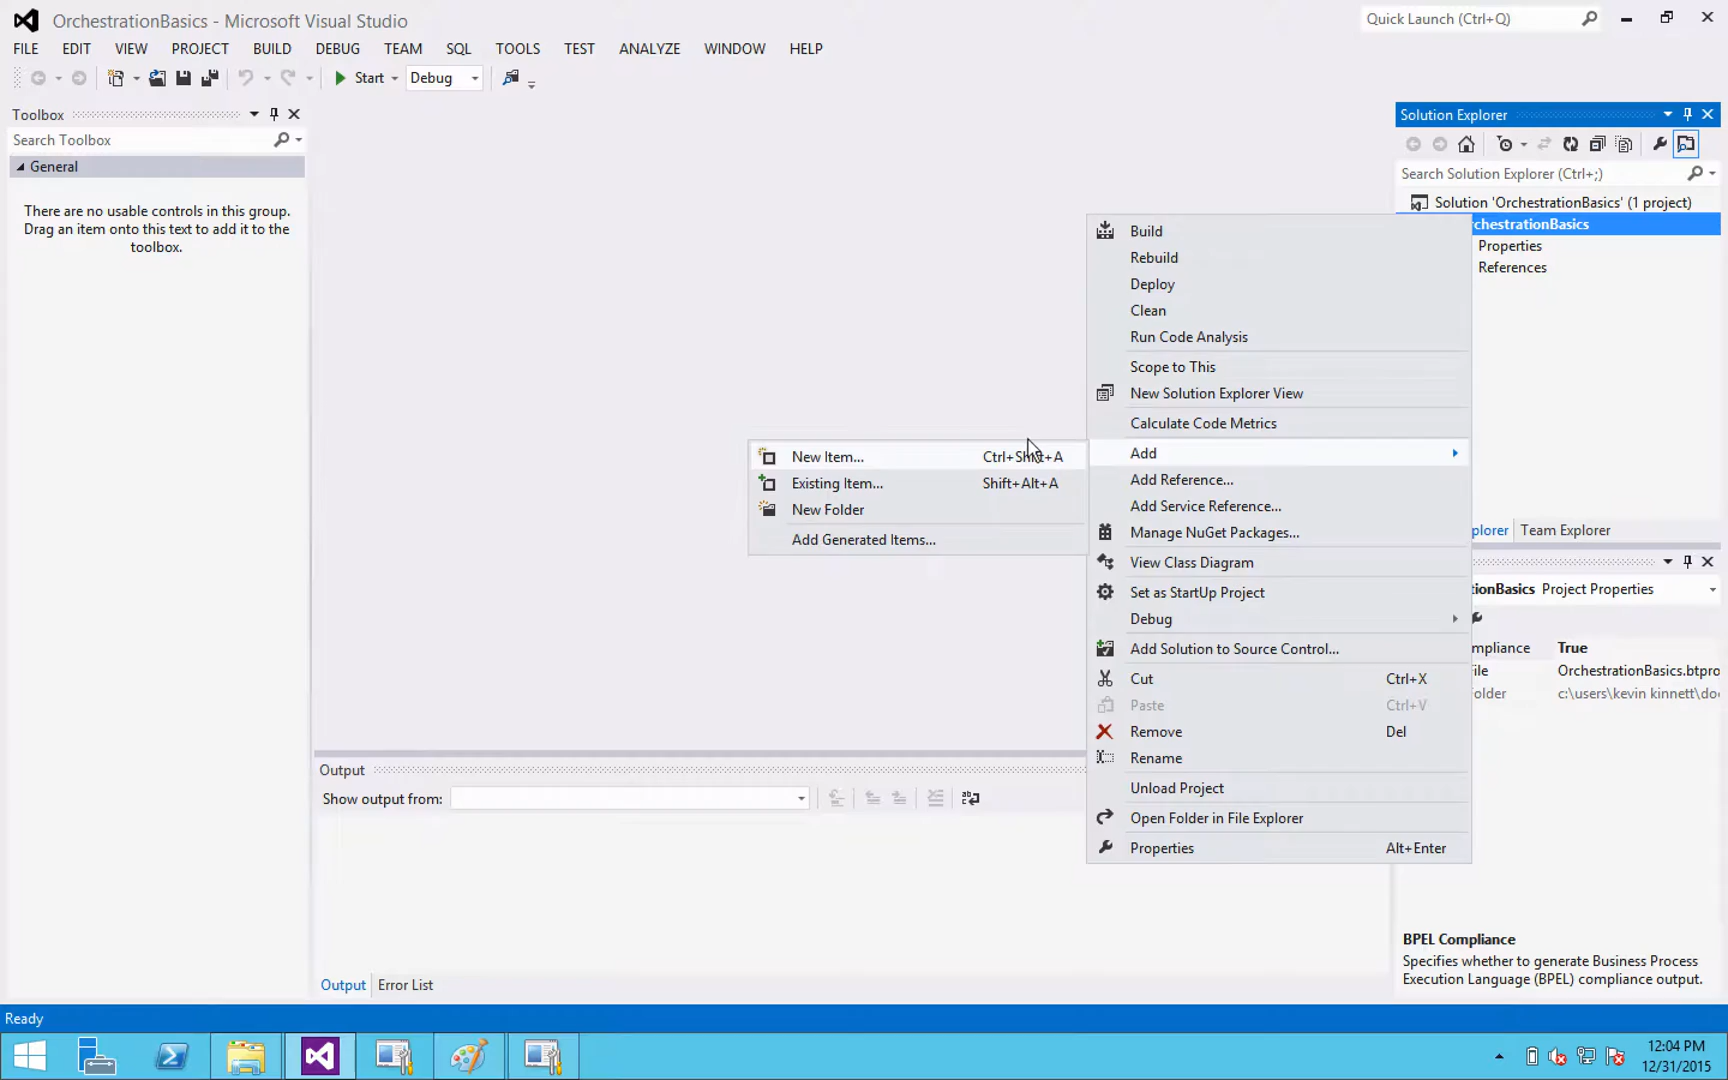 OrchestrationBasics - Microsoft Visual Studio
Quick Launch (Ctrl+Q)
FILE EDIT VIEW PROJECT BUILD DEBUG TEAM SQL TOOLS TEST ANALYZE WINDOW HELP
Start Debug
Toolbox
Search Toolbox
General
There are no usable controls in this group.
Drag an item onto this text to add it to the
toolbox.
Solution Explorer
Search Solution Explorer (Ctrl+;)
Solution 'OrchestrationBasics' (1 project)
chestrationBasics
Properties
References
Build
Rebuild
Deploy
Clean
Run Code Analysis
Scope to This
New Solution Explorer View
Calculate Code Metrics
Add
Add Reference...
Add Service Reference...
Manage NuGet Packages...
View Class Diagram
Set as StartUp Project
Debug
Add Solution to Source Control...
Cut Ctrl+X
Paste Ctrl+V
Remove Del
Rename
Unload Project
Open Folder in File Explorer
Properties Alt+Enter
New Item... Ctrl+Shift+A
Existing Item... Shift+Alt+A
New Folder
Add Generated Items...
plorer Team Explorer
tionBasics Project Properties
mpliance True
ile OrchestrationBasics.btpro
older c:\users\kevin kinnett\do
BPEL Compliance
Specifies whether to generate Business Process
Execution Language (BPEL) compliance output.
Output
Show output from:
Output Error List
Ready
12:04 PM
12/31/2015